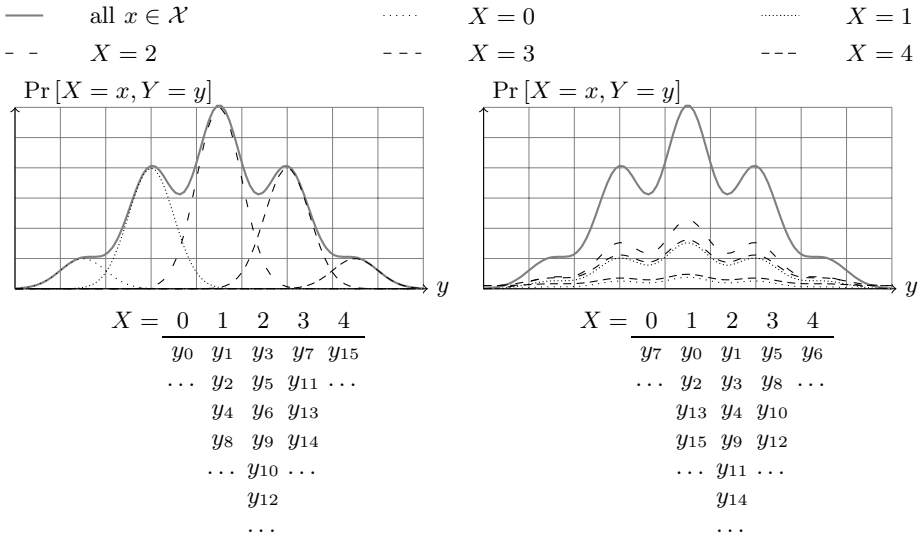 all x ∈ 𝒳 X = 0 X = 1
X = 2 X = 3 X = 4
Pr [X = x, Y = y]
y
X = 0 1 2 3 4
y₀ y₁ y₃ y₇ y₁₅
... y₂ y₅ y₁₁ ...
y₄ y₆ y₁₃
y₈ y₉ y₁₄
... y₁₀ ...
y₁₂
...
Pr [X = x, Y = y]
y
X = 0 1 2 3 4
y₇ y₀ y₁ y₅ y₆
... y₂ y₃ y₈ ...
y₁₃ y₄ y₁₀
y₁₅ y₉ y₁₂
... y₁₁ ...
y₁₄
...